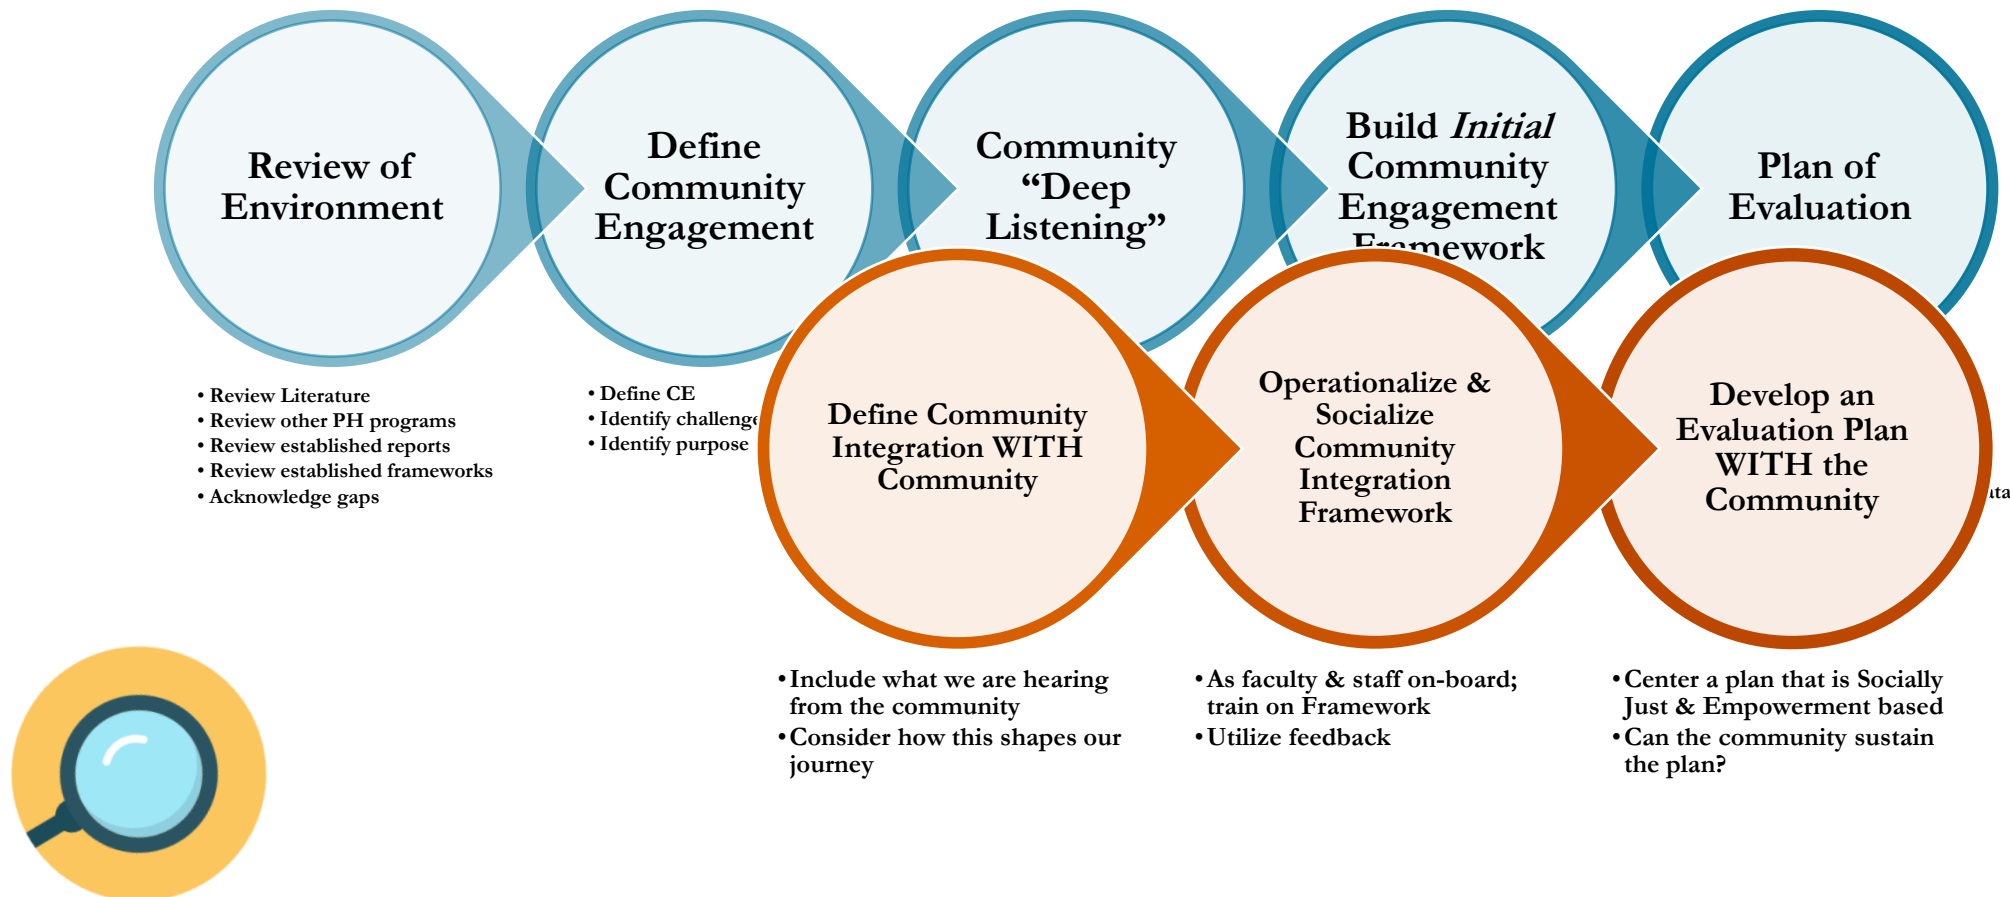 Review of
Environment
Define
Community
Engagement
Community
“Deep
Listening”
Build Initial
Community
Engagement
Framework
Plan of
Evaluation
• Review Literature
• Review other PH programs
• Review established reports
• Review established frameworks
• Acknowledge gaps
• Define CE
• Identify challenge
• Identify purpose
Define Community
Integration WITH
Community
Operationalize &
Socialize
Community
Integration
Framework
Develop an
Evaluation Plan
WITH the
Community
• Include what we are hearing
from the community
• Consider how this shapes our
journey
• As faculty & staff on-board;
train on Framework
• Utilize feedback
• Center a plan that is Socially
Just & Empowerment based
• Can the community sustain
the plan?